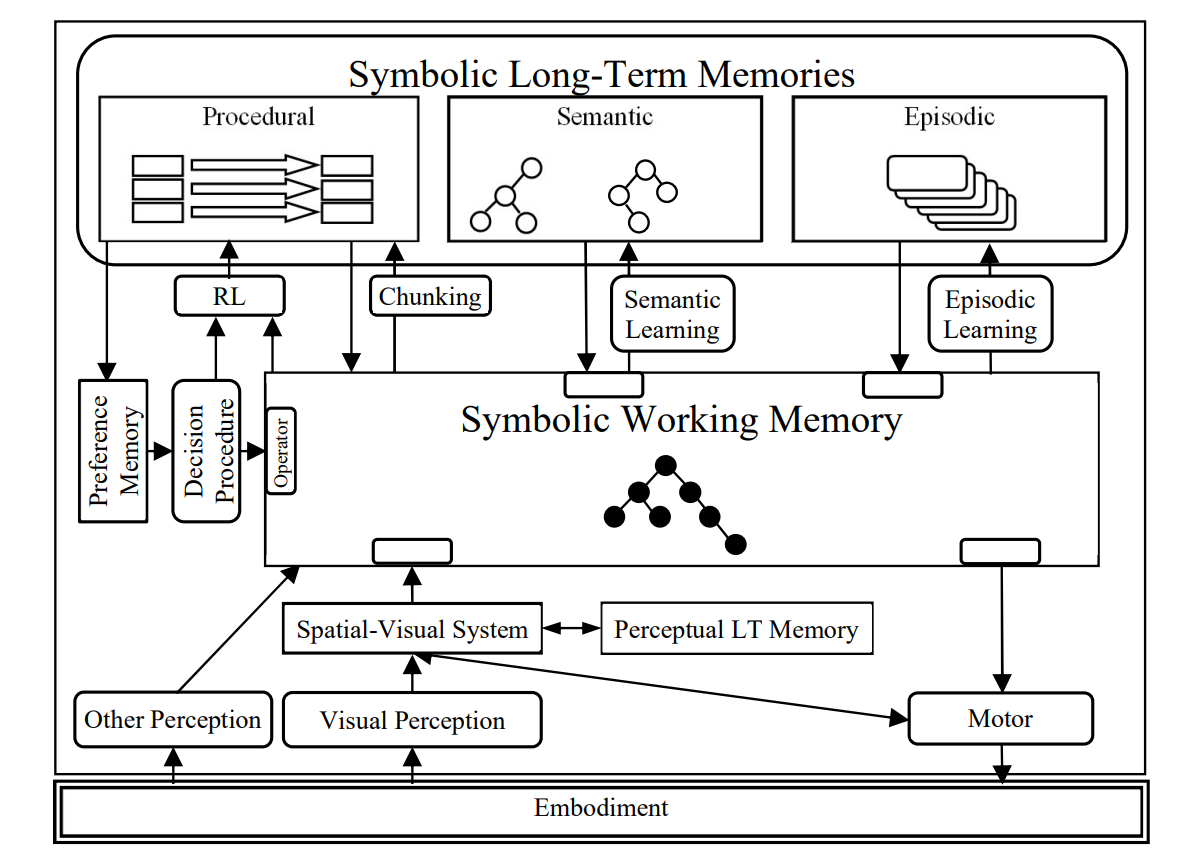 Symbolic Long-Term Memories
Procedural
Semantic
Episodic
RL
Chunking
Semantic
Learning
Episodic
Learning
Preference
Memory
Decision
Procedure
Operator
Symbolic Working Memory
Spatial-Visual System
Perceptual LT Memory
Other Perception
Visual Perception
Motor
Embodiment